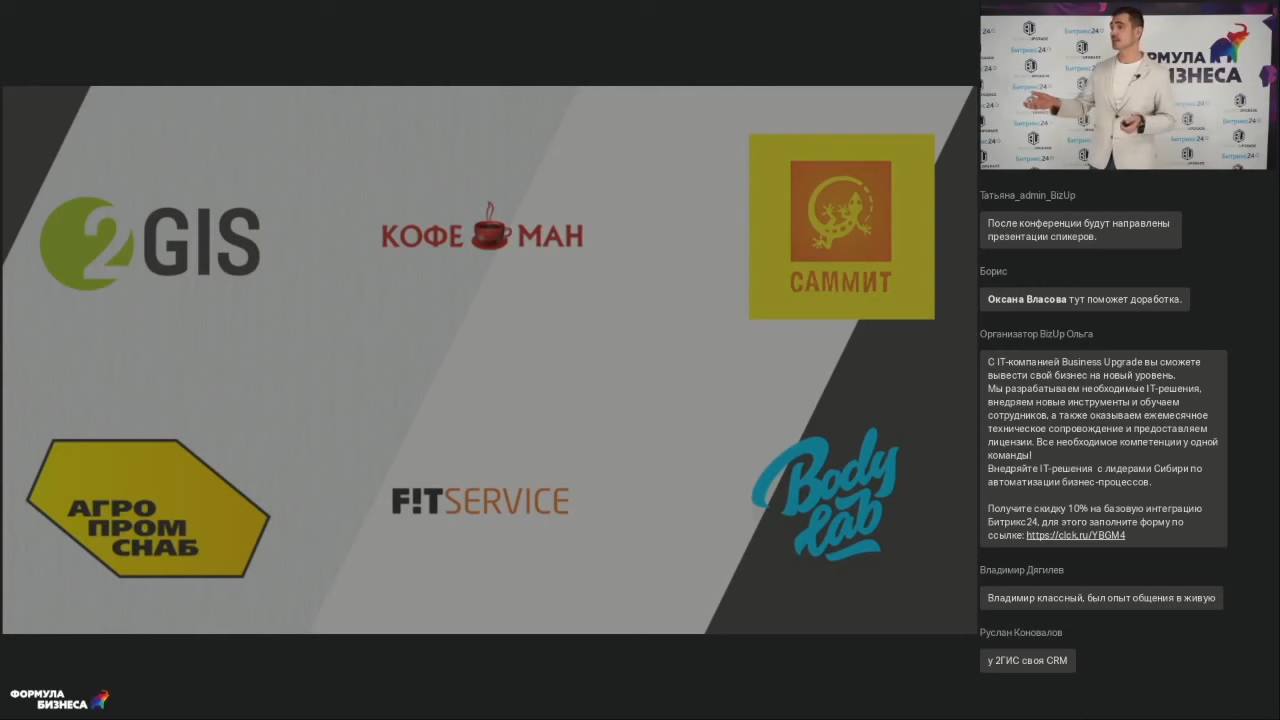 2GIS
КОФЕ МАН
САММИТ
АГРО
ПРОМ
СНАБ
F!TSERVICE
Body
lab
ФОРМУЛА
БИЗНЕСА
Битрикс24
РМУЛА
ИЗНЕСА
Татьяна_admin_BizUp
После конференции будут направлены
презентации спикеров.
Борис
Оксана Власова тут поможет доработка.
Организатор BizUp Ольга
С IT-компанией Business Upgrade вы сможете
вывести свой бизнес на новый уровень.
Мы разрабатываем необходимые IT-решения,
внедряем новые инструменты и обучаем
сотрудников, а также оказываем ежемесячное
техническое сопровождение и предоставляем
лицензии. Все необходимое компетенции у одной
команды!
Внедряйте IT-решения с лидерами Сибири по
автоматизации бизнес-процессов.
Получите скидку 10% на базовую интеграцию
Битрикс24, для этого заполните форму по
ссылке: https://clck.ru/YBGM4
Владимир Дягилев
Владимир классный, был опыт общения в живую
Руслан Коновалов
у 2ГИС своя CRM